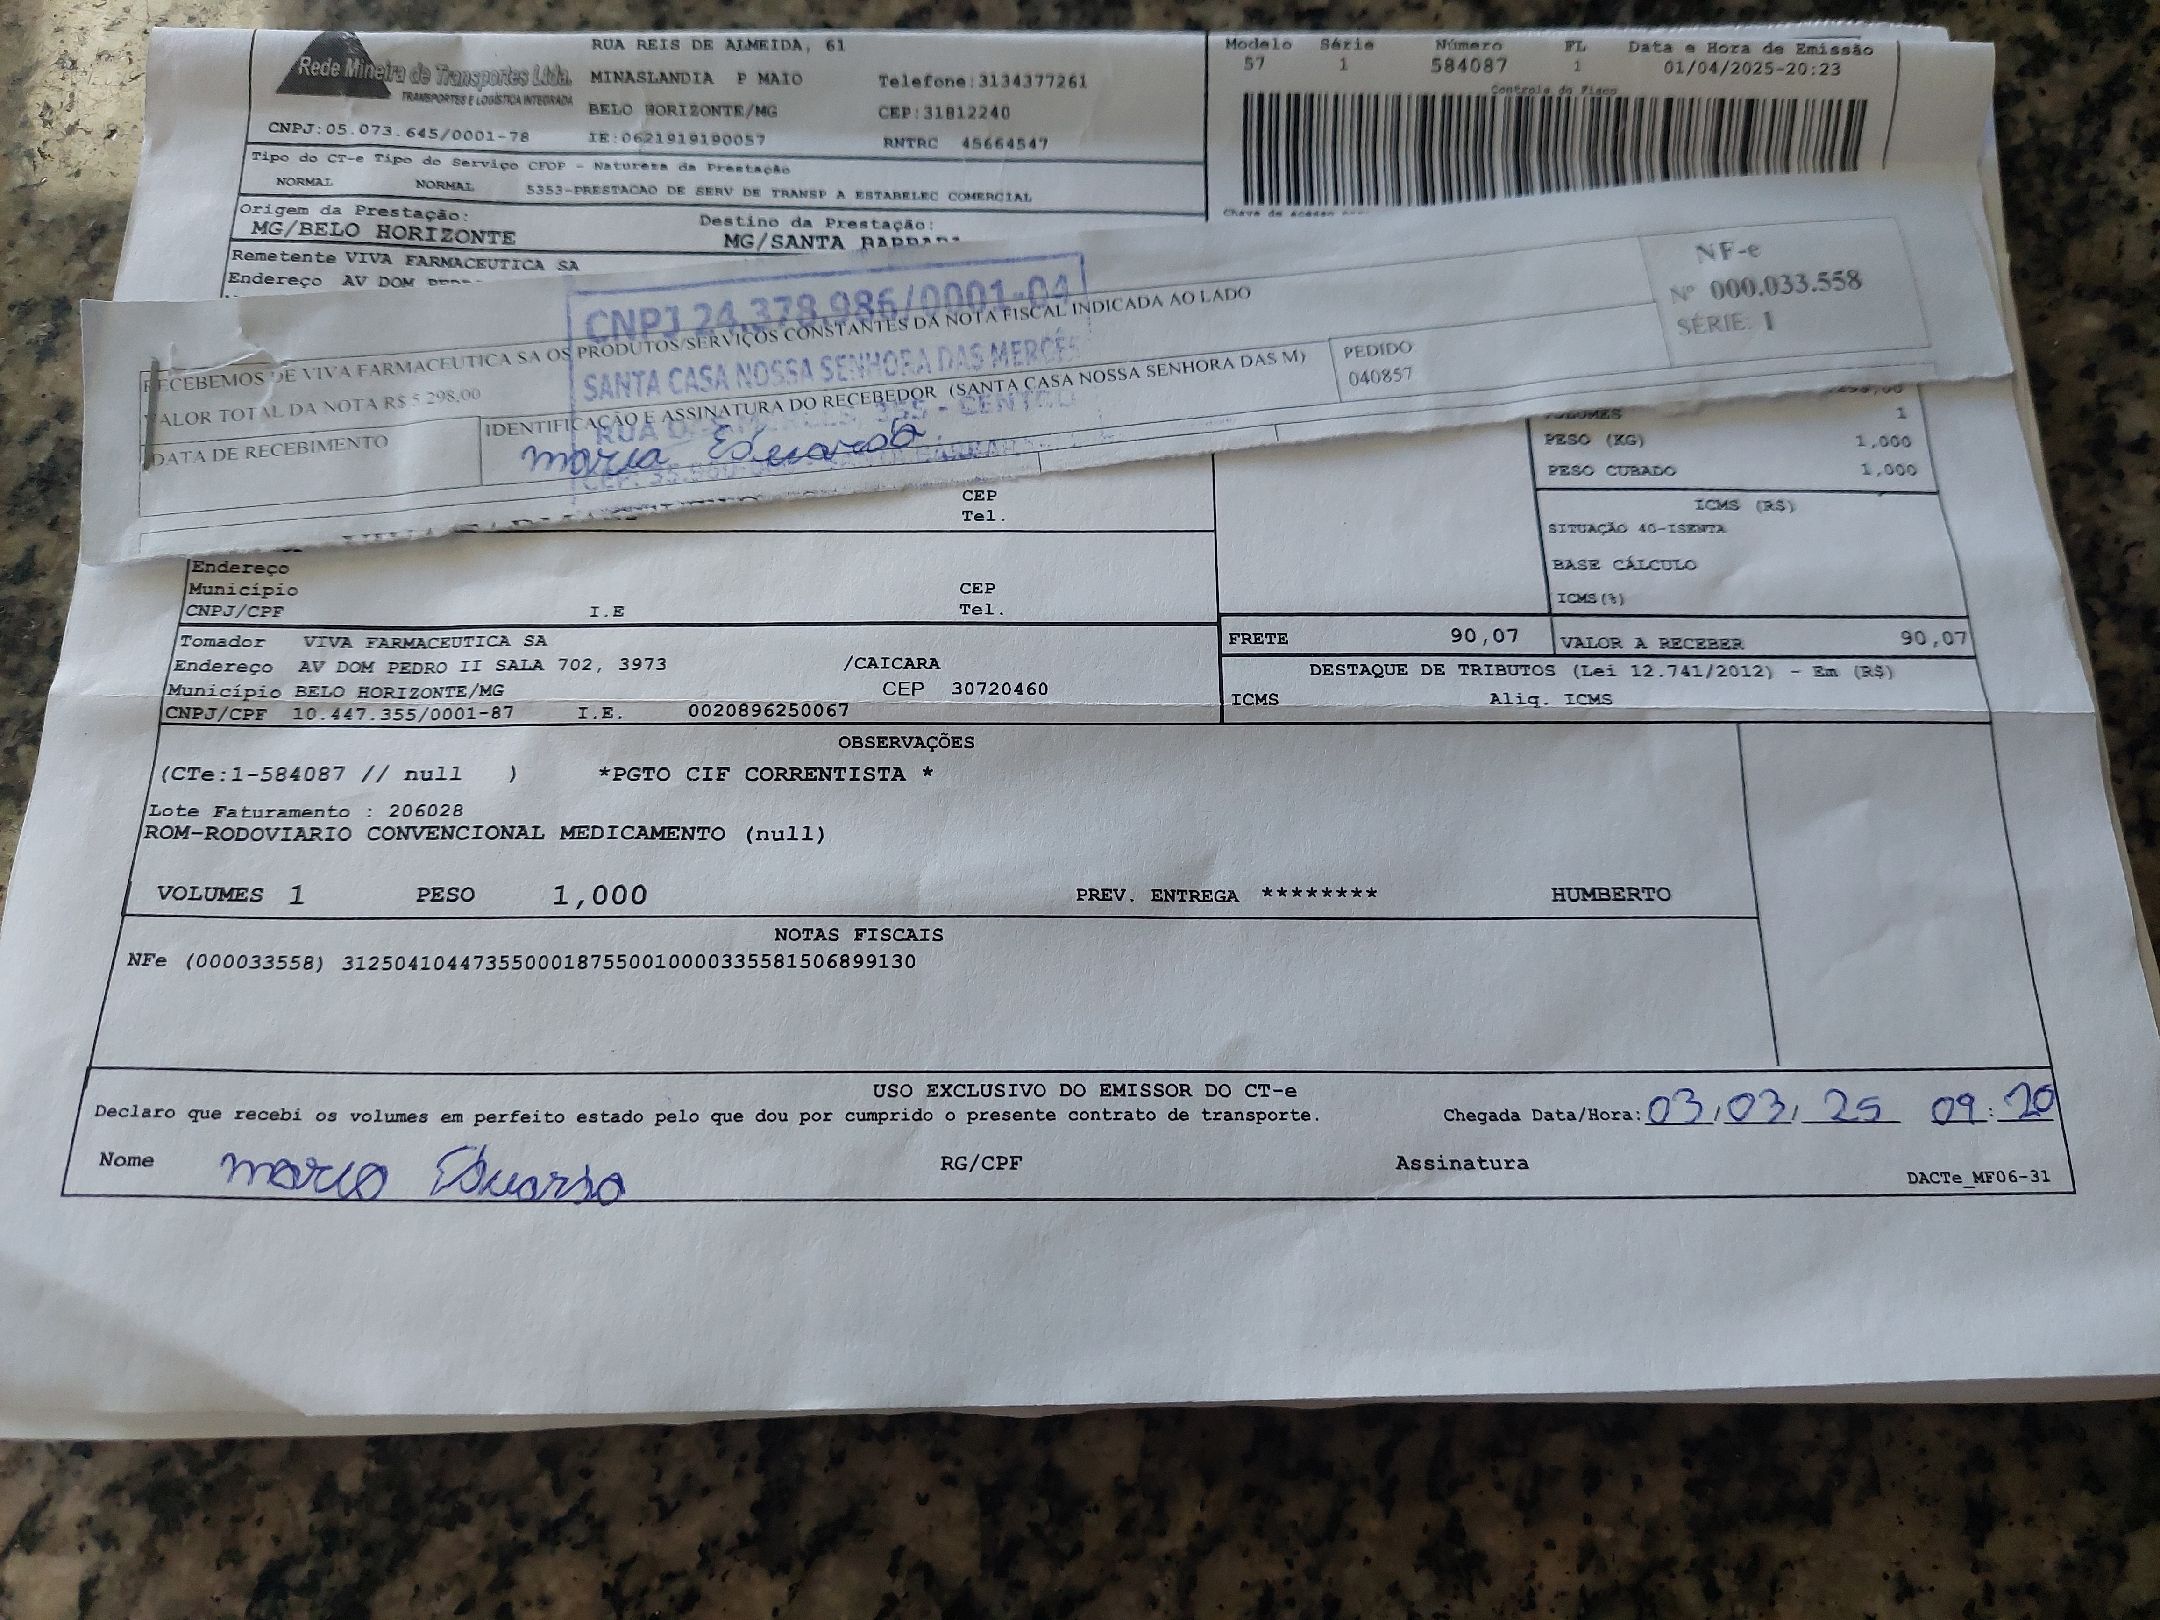 Rede Mineira de Transportes Ltda.
TRANSPORTES E LOGÍSTICA INTEGRADA
CNPJ:05.073.645/0001-78
RUA REIS DE ALMEIDA, 61
MINASLANDIA P MAIO Telefone:3134377261
BELO HORIZONTE/MG CEP:31812240
IE:0621919190057 RNTRC 45664547
Modelo Série Número FL Data e Hora de Emissão
57 1 584087 1 01/04/2025-20:23
Controle do Fisco
Tipo do CT-e Tipo do Serviço CFOP - Natureza da Prestação
NORMAL NORMAL 5353-PRESTACAO DE SERV DE TRANSP A ESTABELEC COMERCIAL
Chave de Acesso
Origem da Prestação: Destino da Prestação:
MG/BELO HORIZONTE MG/SANTA BARBARA
Remetente VIVA FARMACEUTICA SA
Endereço AV DOM
CNPJ 24.378.986/0001-04
SANTA CASA NOSSA SENHORA DAS MERCÊS
RECEBEMOS DE VIVA FARMACEUTICA SA OS PRODUTOS/SERVIÇOS CONSTANTES DA NOTA FISCAL INDICADA AO LADO
VALOR TOTAL DA NOTA R$ 5.298,00
DATA DE RECEBIMENTO
IDENTIFICAÇÃO E ASSINATURA DO RECEBEDOR (SANTA CASA NOSSA SENHORA DAS M)
Maria Eduarda
PEDIDO
040857
NF-e
Nº 000.033.558
SÉRIE: 1
VOLUMES 1
PESO (KG) 1,000
PESO CUBADO 1,000
ICMS (R$)
SITUAÇÃO 40-ISENTA
BASE CÁLCULO
ICMS(%)
CEP
Tel.
Endereço
Município CEP
CNPJ/CPF I.E Tel.
FRETE 90,07 VALOR A RECEBER 90,07
Tomador VIVA FARMACEUTICA SA
Endereço AV DOM PEDRO II SALA 702, 3973 /CAICARA
Município BELO HORIZONTE/MG CEP 30720460
CNPJ/CPF 10.447.355/0001-87 I.E. 0020896250067
DESTAQUE DE TRIBUTOS (Lei 12.741/2012) - Em (R$)
ICMS Aliq. ICMS
OBSERVAÇÕES
(CTe:1-584087 // null ) *PGTO CIF CORRENTISTA *
Lote Faturamento : 206028
ROM-RODOVIARIO CONVENCIONAL MEDICAMENTO (null)
VOLUMES 1 PESO 1,000 PREV. ENTREGA ******** HUMBERTO
NOTAS FISCAIS
NFe (000033558) 31250410447355000187550010000335581506899130
USO EXCLUSIVO DO EMISSOR DO CT-e
Declaro que recebi os volumes em perfeito estado pelo que dou por cumprido o presente contrato de transporte. Chegada Data/Hora: 03/03/25 09:20
Nome Maria Eduarda RG/CPF Assinatura
DACTe_MF06-31